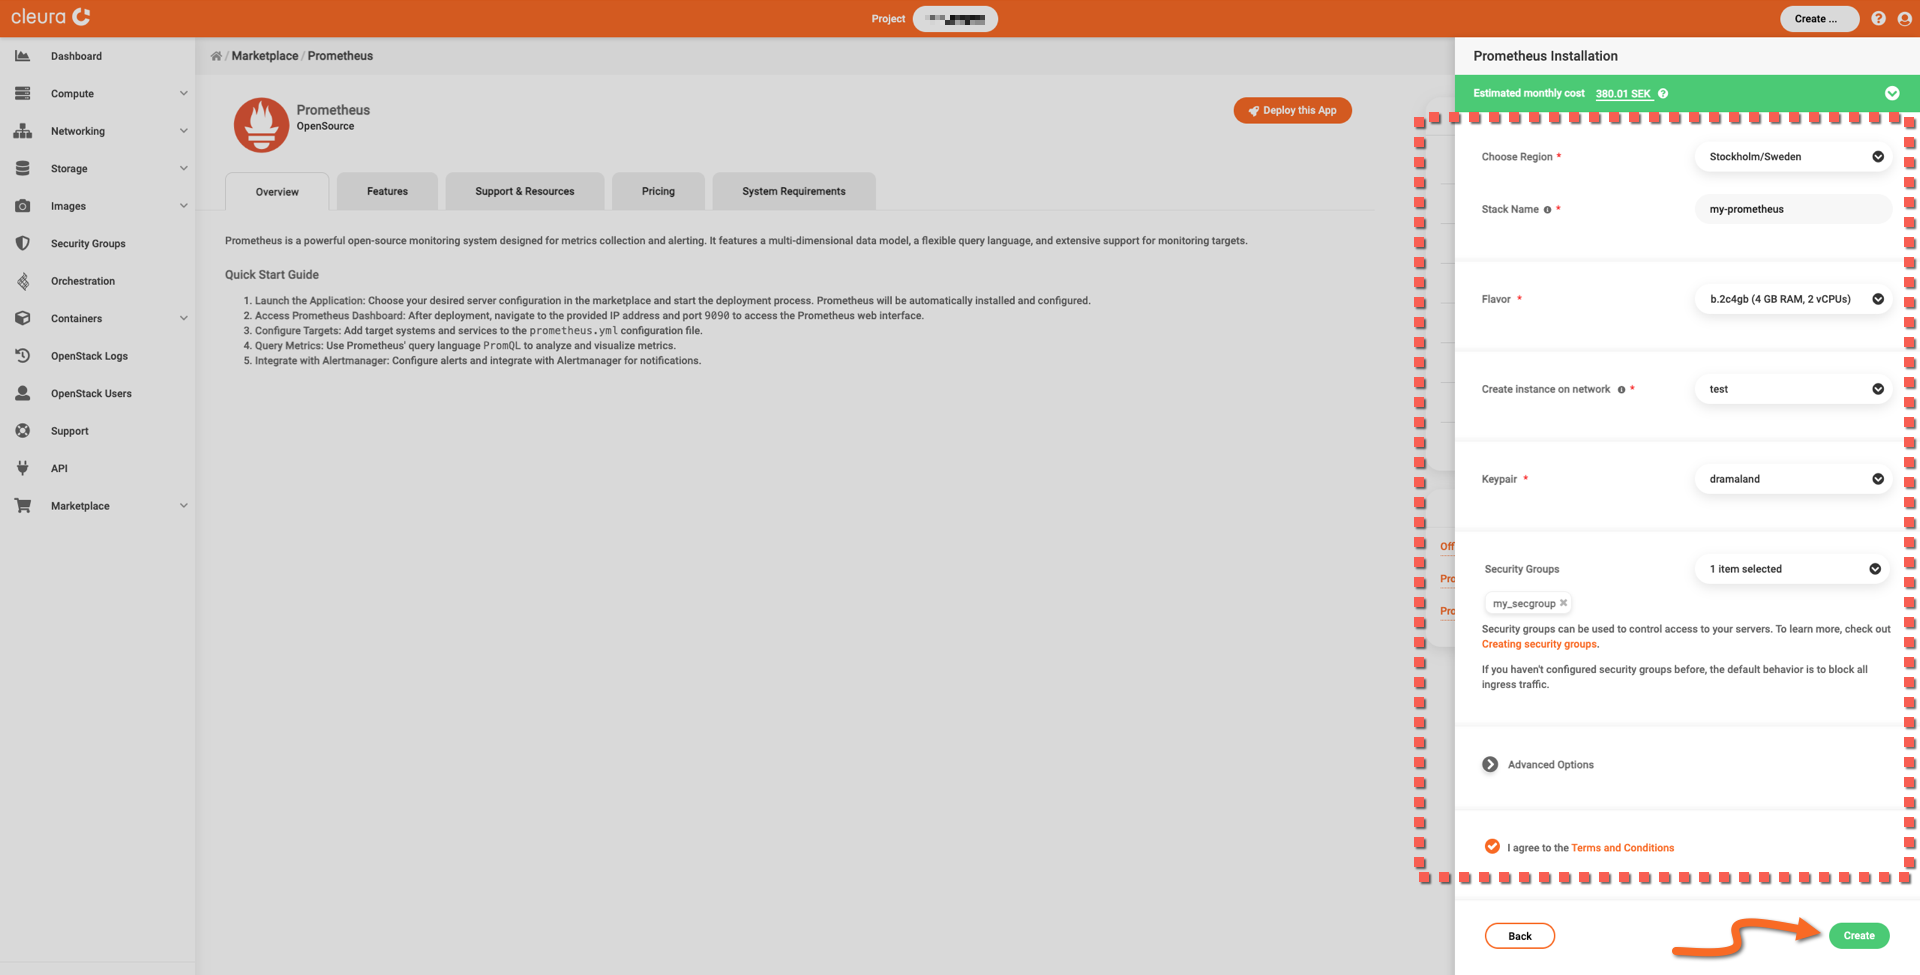 cleura
Project
Create ...
Dashboard
Compute
Networking
Storage
Images
Security Groups
Orchestration
Containers
OpenStack Logs
OpenStack Users
Support
API
Marketplace
/ Marketplace / Prometheus
Prometheus
OpenSource
Deploy this App
Overview
Features
Support & Resources
Pricing
System Requirements
Prometheus is a powerful open-source monitoring system designed for metrics collection and alerting. It features a multi-dimensional data model, a flexible query language, and extensive support for monitoring targets.
Quick Start Guide
1. Launch the Application: Choose your desired server configuration in the marketplace and start the deployment process. Prometheus will be automatically installed and configured.
2. Access Prometheus Dashboard: After deployment, navigate to the provided IP address and port 9090 to access the Prometheus web interface.
3. Configure Targets: Add target systems and services to the prometheus.yml configuration file.
4. Query Metrics: Use Prometheus' query language PromQL to analyze and visualize metrics.
5. Integrate with Alertmanager: Configure alerts and integrate with Alertmanager for notifications.
Off
Pro
Pro
Prometheus Installation
Estimated monthly cost 380.01 SEK
Choose Region *
Stockholm/Sweden
Stack Name *
my-prometheus
Flavor *
b.2c4gb (4 GB RAM, 2 vCPUs)
Create instance on network *
test
Keypair *
dramaland
Security Groups
1 item selected
my_secgroup
Security groups can be used to control access to your servers. To learn more, check out
Creating security groups.
If you haven't configured security groups before, the default behavior is to block all
ingress traffic.
Advanced Options
I agree to the Terms and Conditions
Back
Create